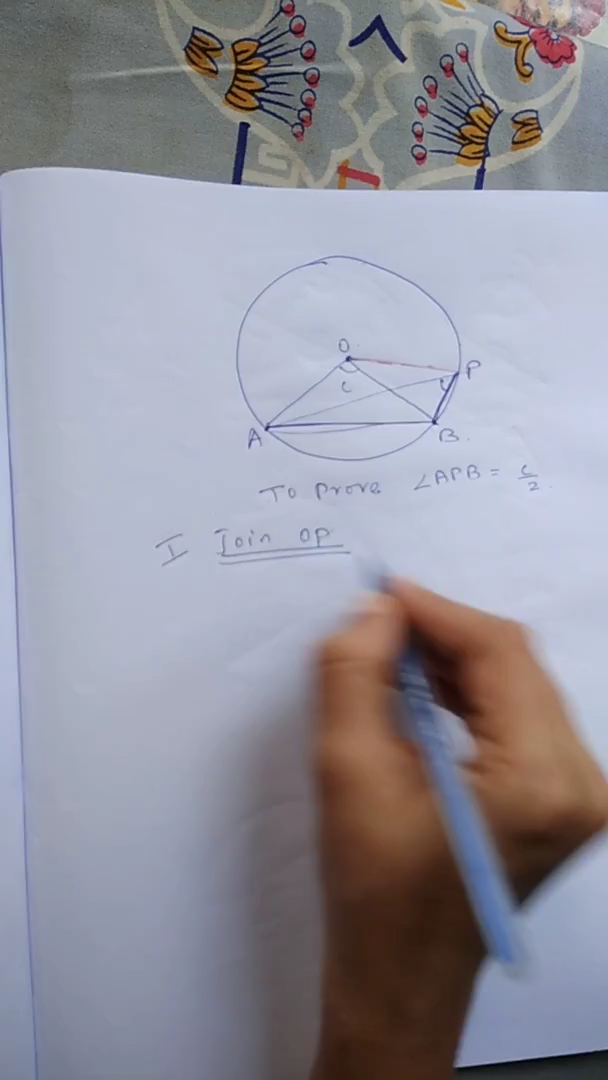 O
C
P
A
B.
TO Prove ∠APB = c/2.
I Join OP